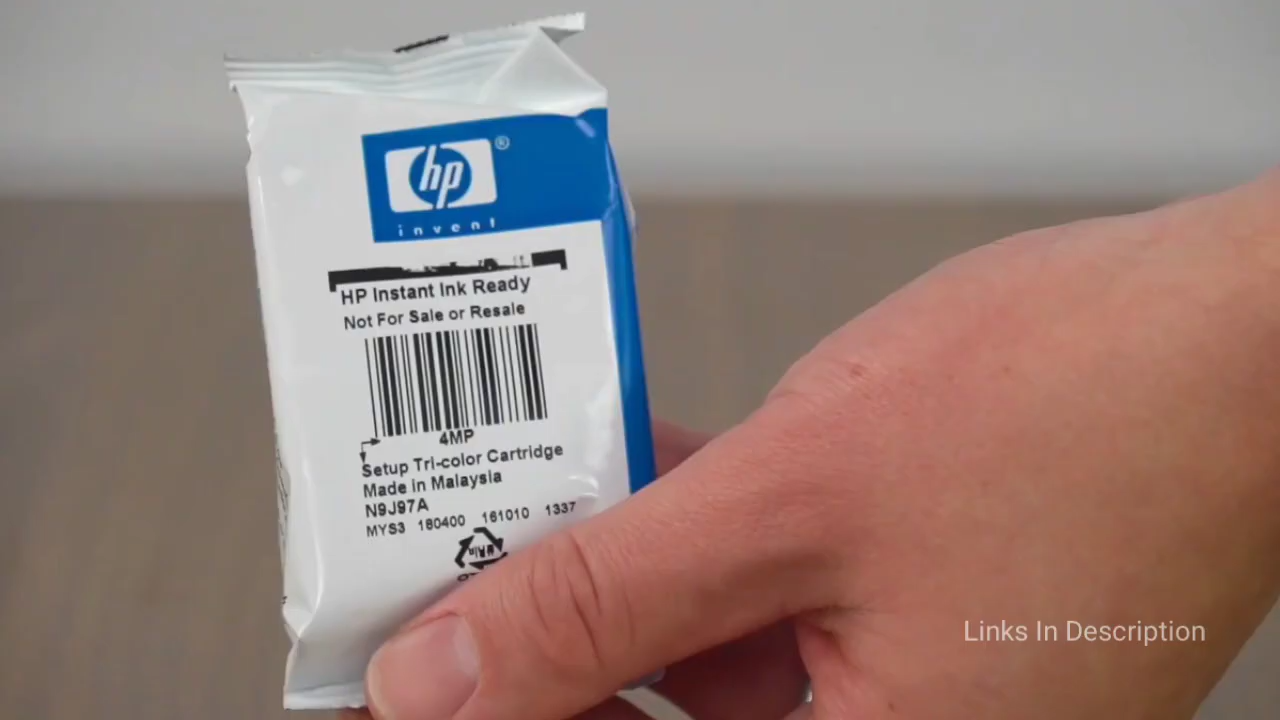 hp®
invent
HP Instant Ink Ready
Not For Sale or Resale
4MP
Setup Tri-color Cartridge
Made in Malaysia
N9J97A
MYS3 180400 161010 1337
Links In Description